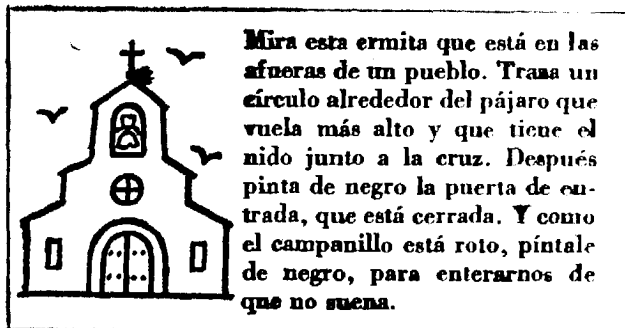 Mira esta ermita que está en las
afueras de un pueblo. Traza un
círculo alrededor del pájaro que
vuela más alto y que tiene el
nido junto a la cruz. Después
pinta de negro la puerta de en-
trada, que está cerrada. Y como
el campanillo está roto, píntale
de negro, para enterarnos de
que no suena.